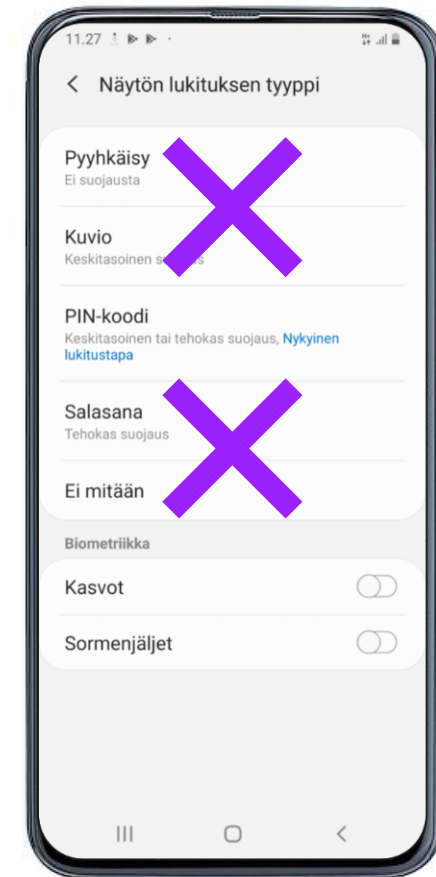 11.27
Näytön lukituksen tyyppi
Pyyhkäisy
Ei suojausta
Kuvio
Keskitasoinen
PIN-koodi
Keskitasoinen tai tehokas suojaus, Nykyinen
lukitustapa
Salasana
Tehokas suojaus
Ei mitään
Biometriikka
Kasvot
Sormenjäljet